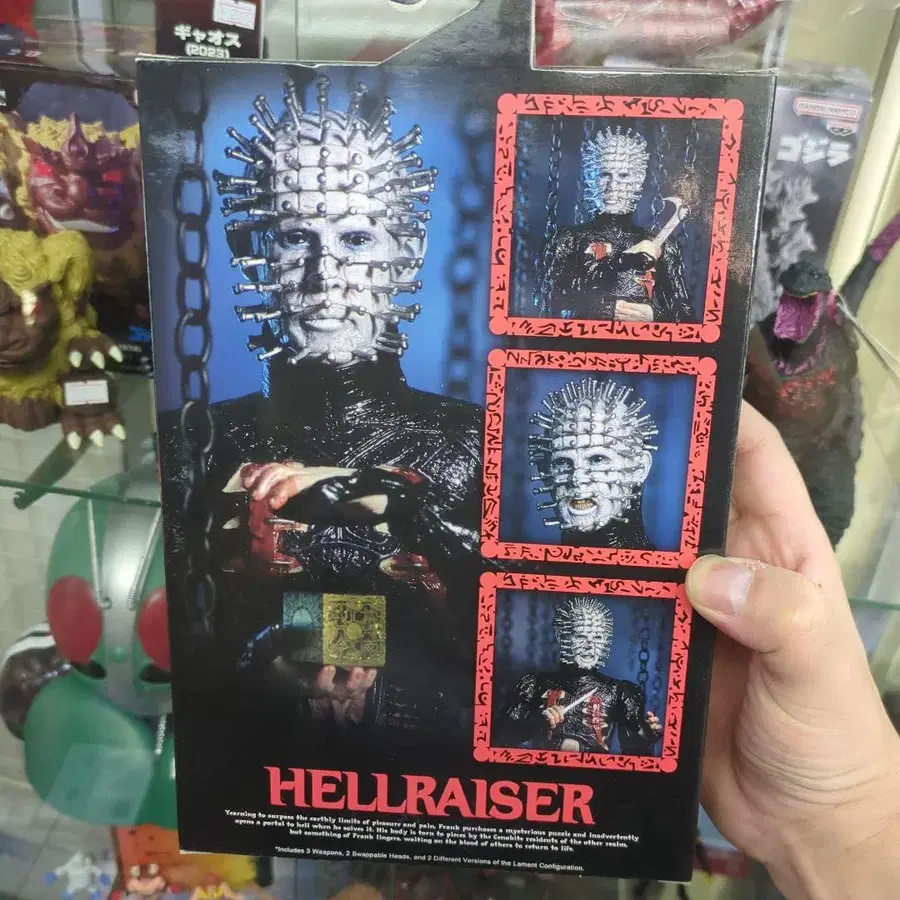 ギャオス
(2023)
BANDAI NAMCO
ゴジラ
HELLRAISER
Yearning to surpass the earthly limits of pleasure and pain, Frank purchases a mysterious puzzle and inadvertently
opens a portal to hell when he solves it. His body is torn to pieces by the Cenobite residents of the other realm,
but something of Frank lingers, waiting on the blood of others to return to life.
*Includes 3 Weapons, 2 Swappable Heads, and 2 Different Versions of the Lament Configuration.